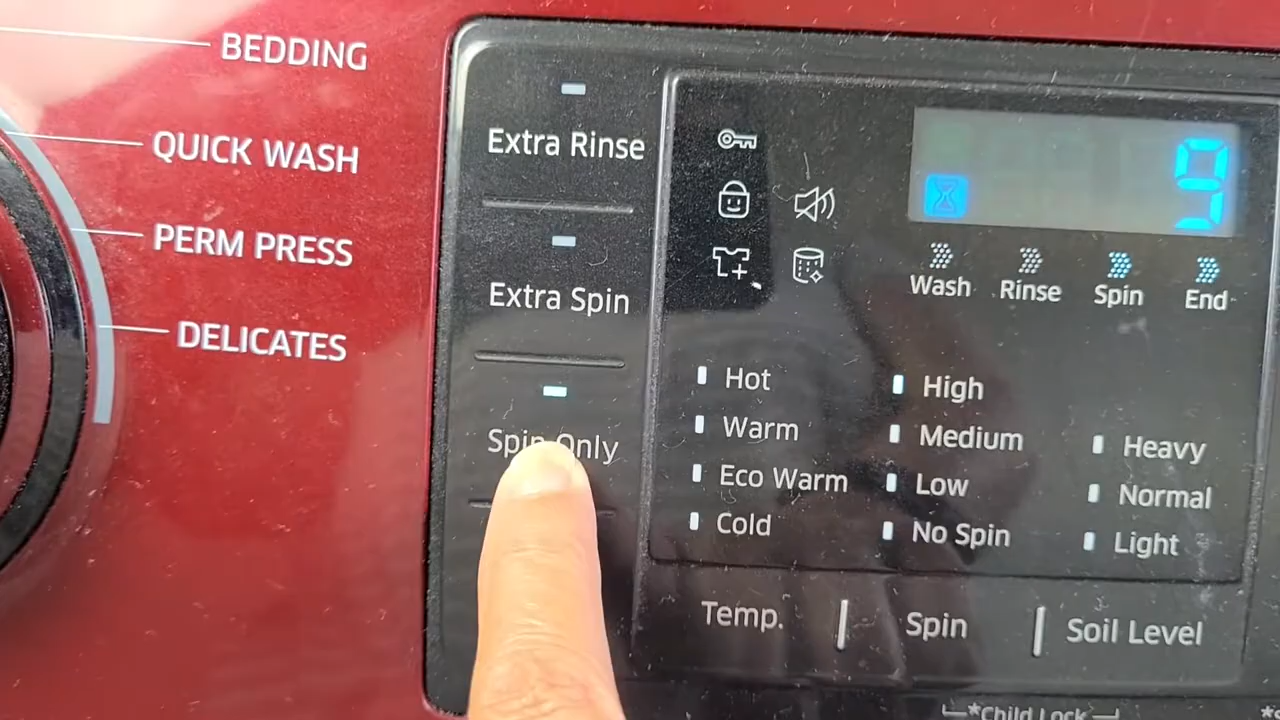 BEDDING
QUICK WASH
PERM PRESS
DELICATES
Extra Rinse
Extra Spin
Spin Only
9
Wash Rinse Spin End
Hot
Warm
Eco Warm
Cold
High
Medium
Low
No Spin
Heavy
Normal
Light
Temp. Spin Soil Level
*Child Lock